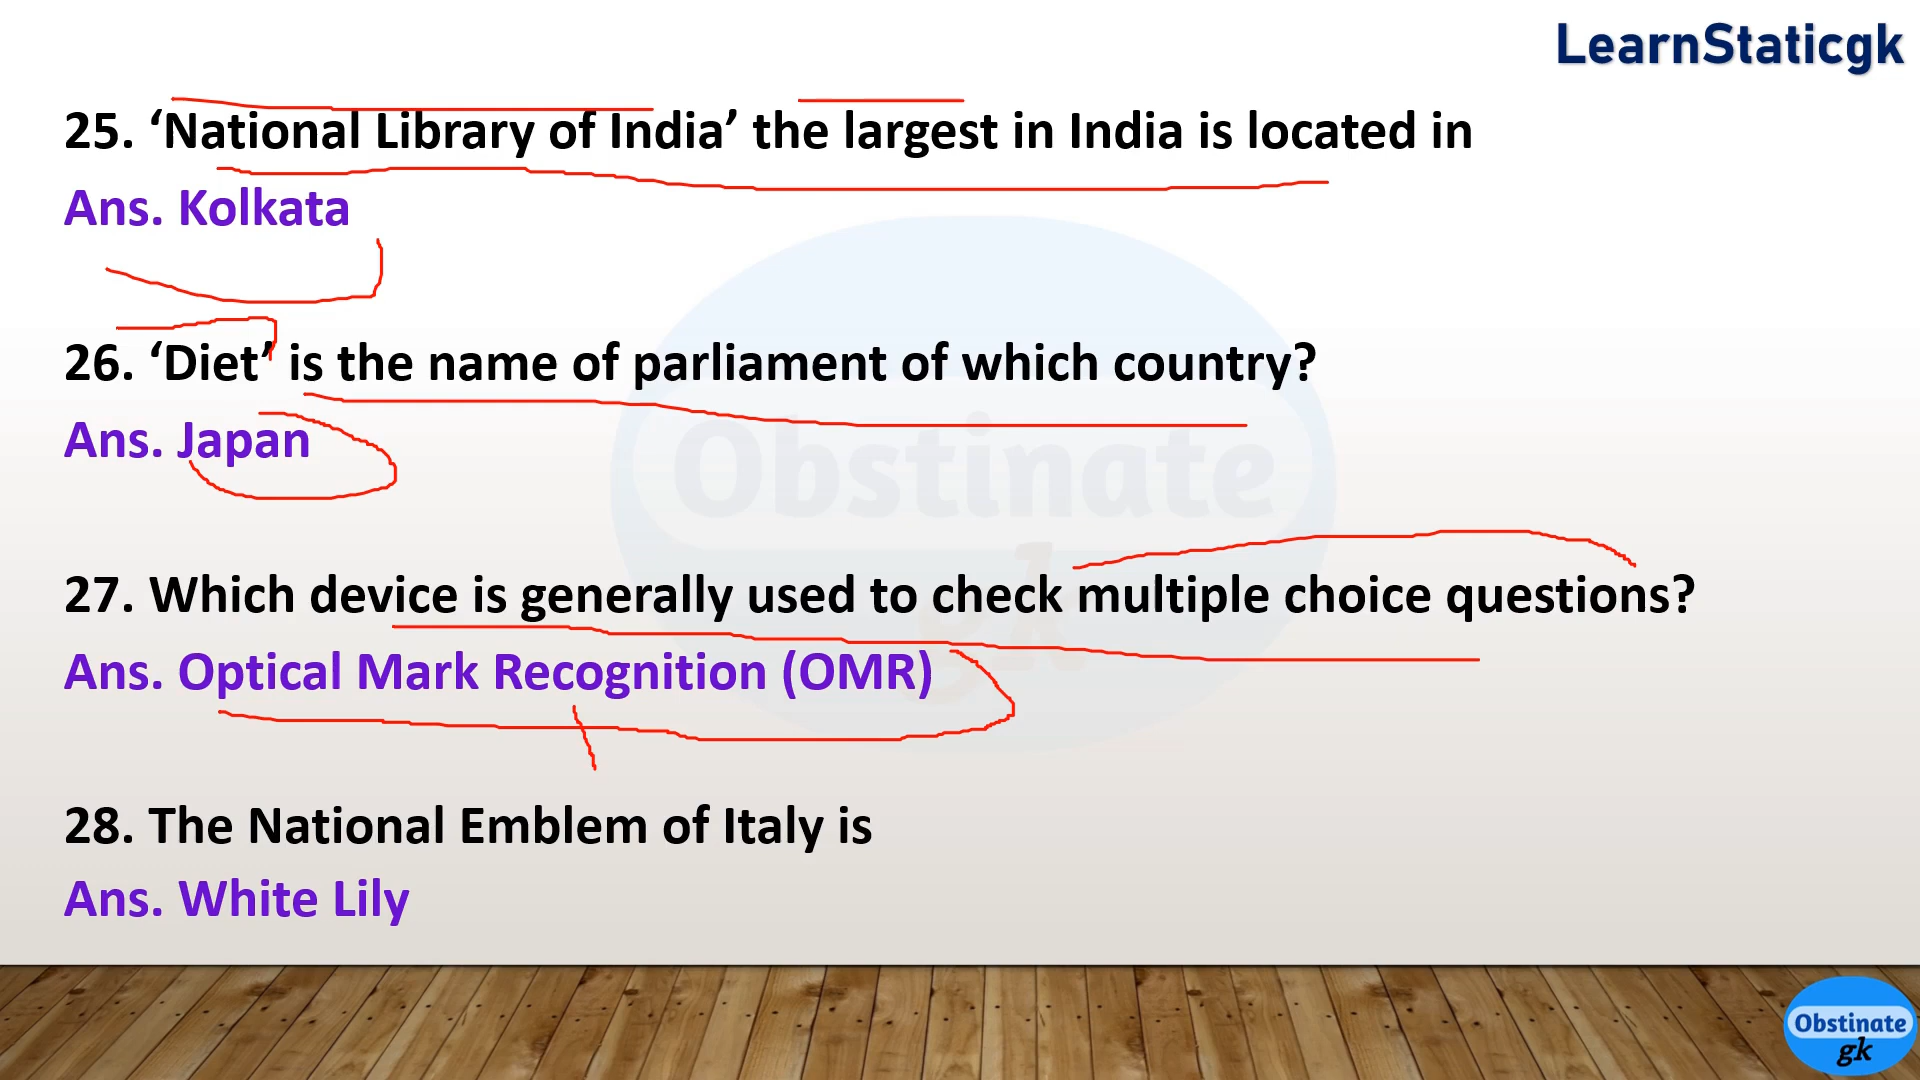 LearnStaticgk
25. ‘National Library of India’ the largest in India is located in
Ans. Kolkata
26. ‘Diet’ is the name of parliament of which country?
Ans. Japan
27. Which device is generally used to check multiple choice questions?
Ans. Optical Mark Recognition (OMR)
28. The National Emblem of Italy is
Ans. White Lily
Obstinate
gk
Obstinate
gk